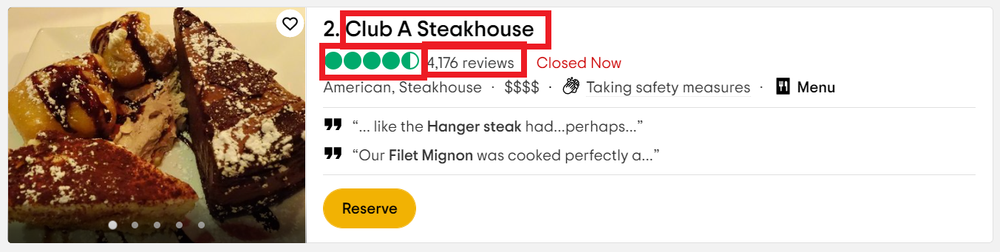 2. Club A Steakhouse
4,176 reviews Closed Now
American, Steakhouse · $$$$ · Taking safety measures · Menu
“... like the Hanger steak had...perhaps...”
“Our Filet Mignon was cooked perfectly a...”
Reserve